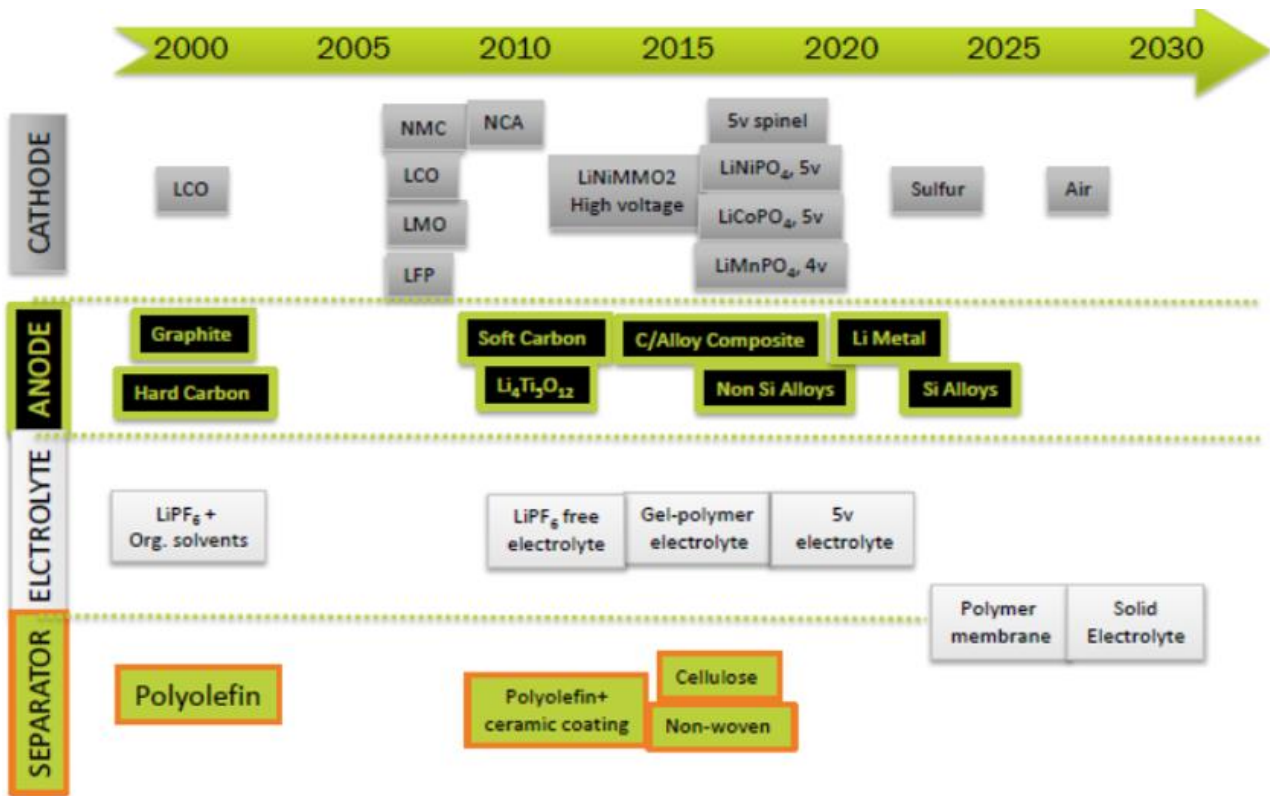 2000 2005 2010 2015 2020 2025 2030
CATHODE
LCO
NMC
LCO
LMO
LFP
NCA
LiNiMMO2
High voltage
5v spinel
LiNiPO₄, 5v
LiCoPO₄, 5v
LiMnPO₄, 4v
Sulfur
Air
ANODE
Graphite
Hard Carbon
Soft Carbon
Li₄Ti₅O₁₂
C/Alloy Composite
Non Si Alloys
Li Metal
Si Alloys
ELCTROLYTE
LiPF₆ +
Org. solvents
LiPF₆ free
electrolyte
Gel-polymer
electrolyte
5v
electrolyte
Polymer
membrane
Solid
Electrolyte
SEPARATOR
Polyolefin
Polyolefin+
ceramic coating
Cellulose
Non-woven